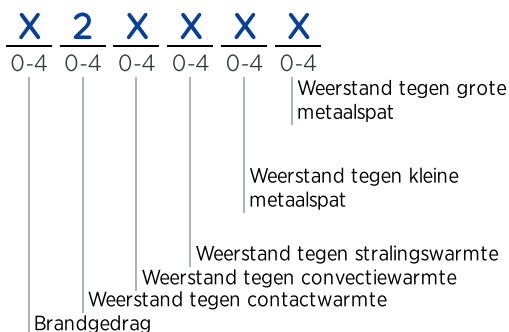 X 2 X X X X
0-4 0-4 0-4 0-4 0-4 0-4
Weerstand tegen grote
metaalspat
Weerstand tegen kleine
metaalspat
Weerstand tegen stralingswarmte
Weerstand tegen convectiewarmte
Weerstand tegen contactwarmte
Brandgedrag